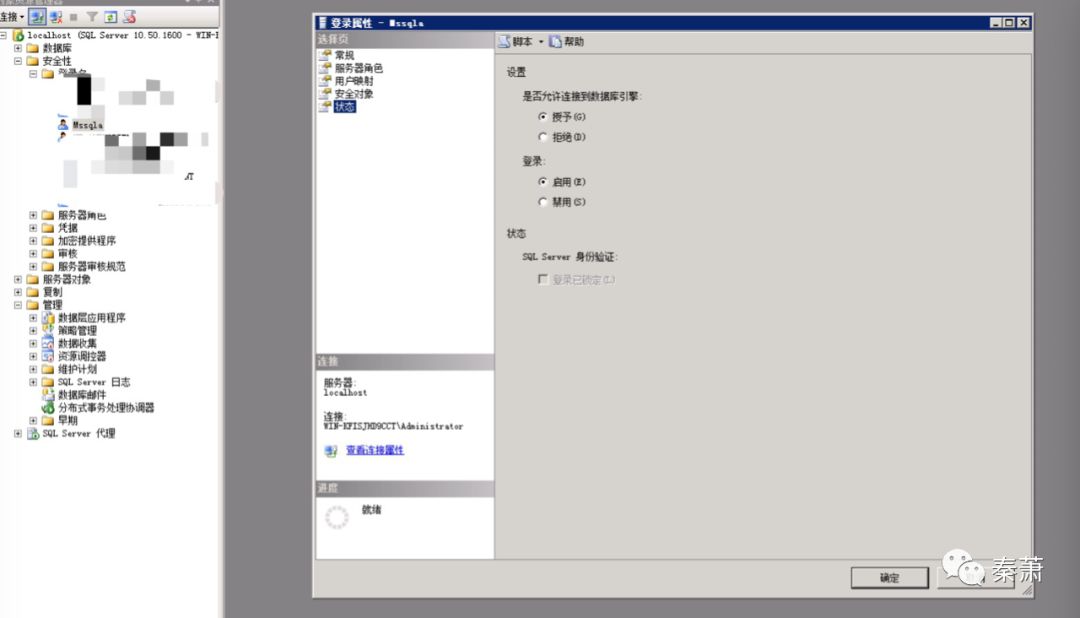 连接
localhost (SQL Server 10.50.1600 - WIN-
数据库
安全性
登录名
Mssqla
服务器角色
凭据
加密提供程序
审核
服务器审核规范
服务器对象
复制
管理
数据层应用程序
策略管理
数据收集
资源调控器
维护计划
SQL Server 日志
数据库邮件
分布式事务处理协调器
早期
SQL Server 代理
登录属性 - Mssqla
选择页
常规
服务器角色
用户映射
安全对象
状态
连接
服务器:
localhost
连接:
WIN-KFISJMD9CCT\Administrator
查看连接属性
进度
就绪
脚本 帮助
设置
是否允许连接到数据库引擎:
授予(G)
拒绝(D)
登录:
启用(E)
禁用(S)
状态
SQL Server 身份验证:
登录已锁定(L)
确定
秦萧